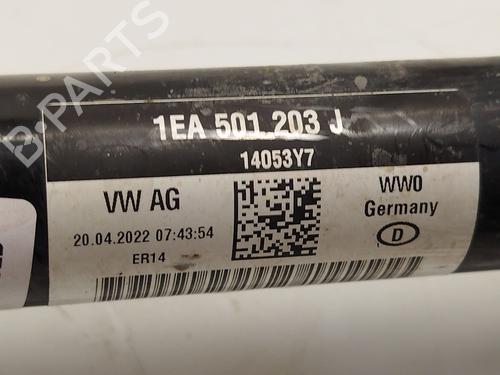 1EA 501 203 J
14053Y7
VW AG
WW0
Germany
20.04.2022 07:43:54
D
ER14
B-PARTS